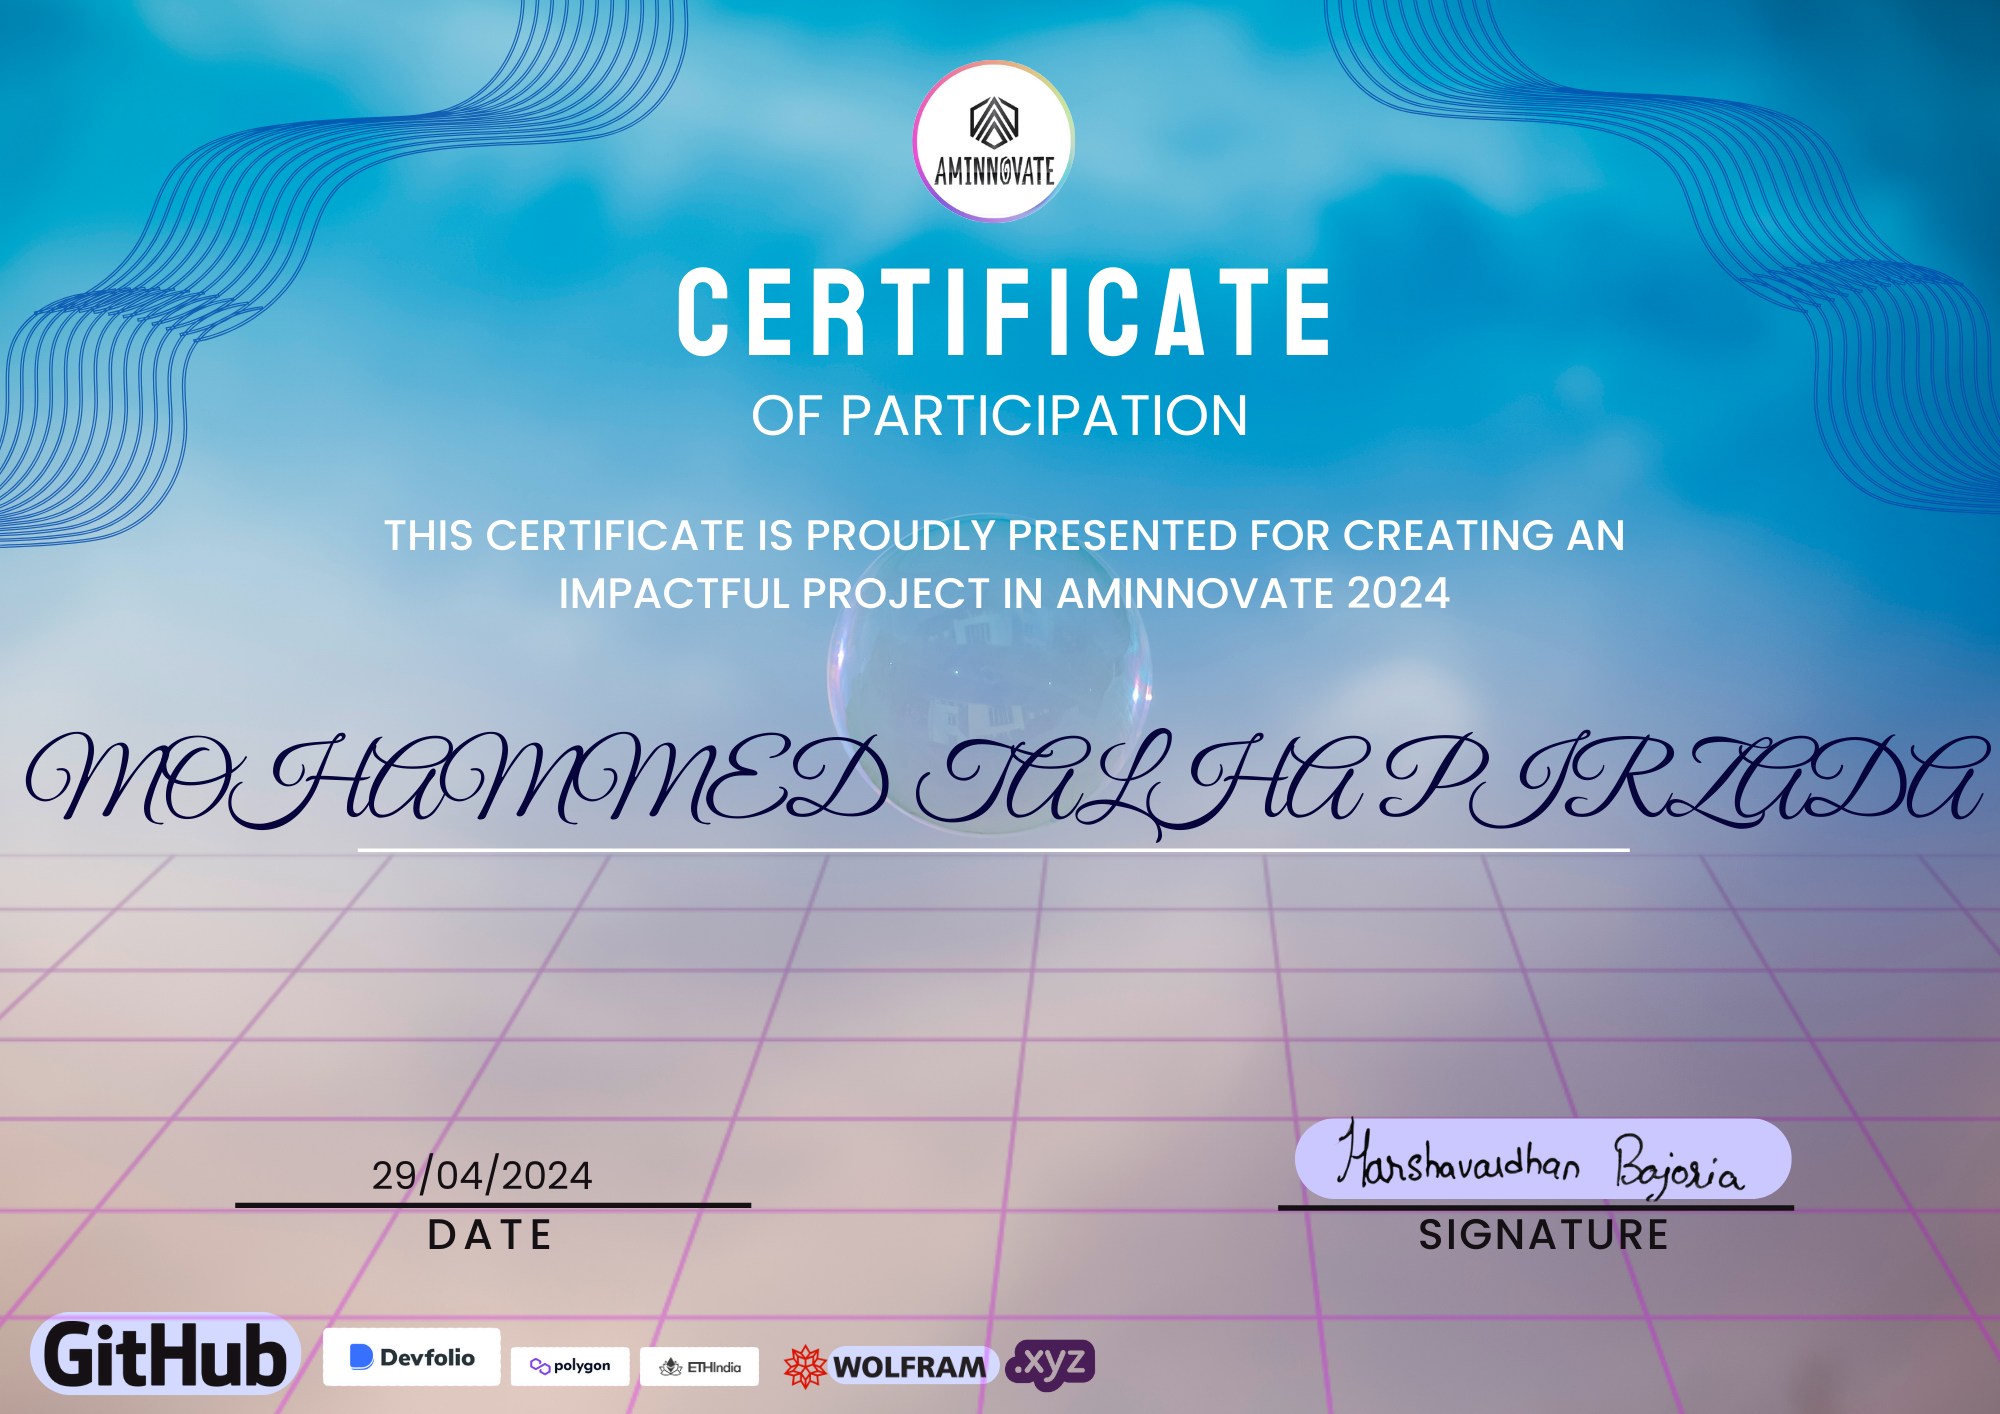 AMINNOVATE
CERTIFICATE
OF PARTICIPATION
THIS CERTIFICATE IS PROUDLY PRESENTED FOR CREATING AN
IMPACTFUL PROJECT IN AMINNOVATE 2024
MOHAMMED TALHA PIRZADA
29/04/2024
DATE
Harshavardhan Bajoria
SIGNATURE
GitHub
Devfolio
polygon
ETHIndia
WOLFRAM
.xyz